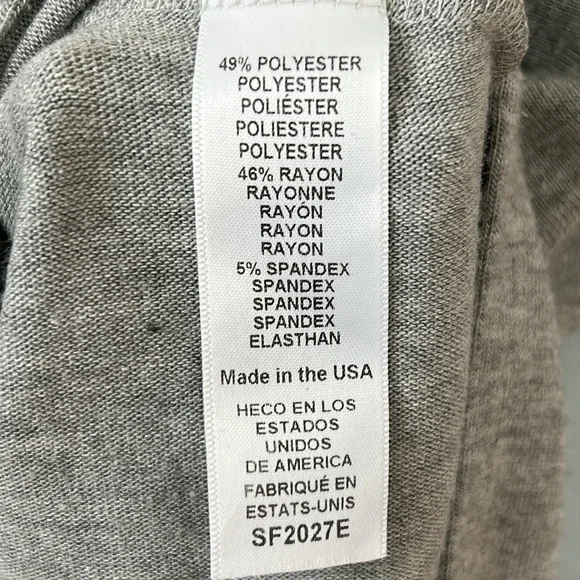 49% POLYESTER
POLYESTER
POLIÉSTER
POLIESTERE
POLYESTER
46% RAYON
RAYONNE
RAYÓN
RAYON
RAYON
5% SPANDEX
SPANDEX
SPANDEX
SPANDEX
ELASTHAN
Made in the USA
HECO EN LOS
ESTADOS
UNIDOS
DE AMERICA
FABRIQUÉ EN
ESTATS-UNIS
SF2027E